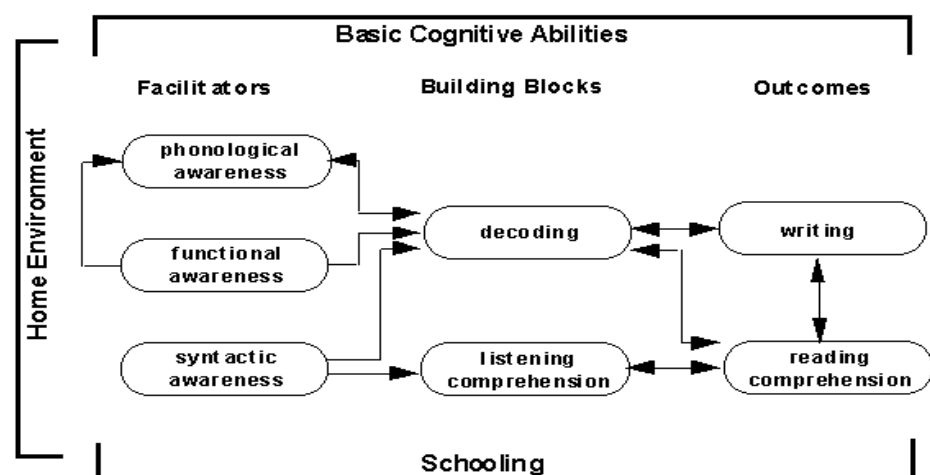 Basic Cognitive Abilities
Home Environment
Facilitators
Building Blocks
Outcomes
phonological
awareness
functional
awareness
syntactic
awareness
decoding
listening
comprehension
writing
reading
comprehension
Schooling